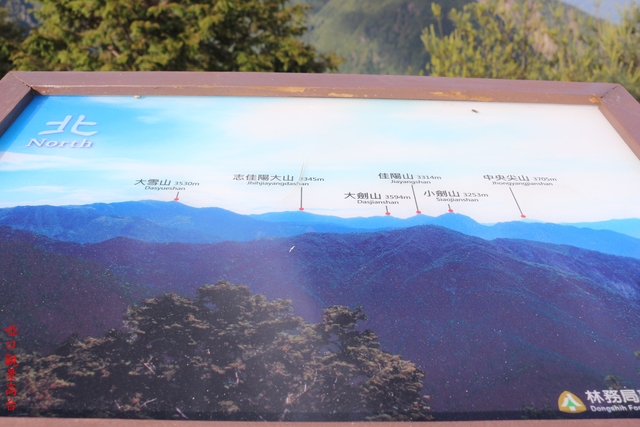 北
North
大雪山 3530m
Dasyueshan
志佳陽大山 3345m
Jhihjiayangdashan
大劍山 3594m
Dasjianshan
佳陽山 3314m
Jiayangshan
小劍山 3253m
Siaojianshan
中央尖山 3705m
Jhongyangjianshan
林務局
Dongshih For